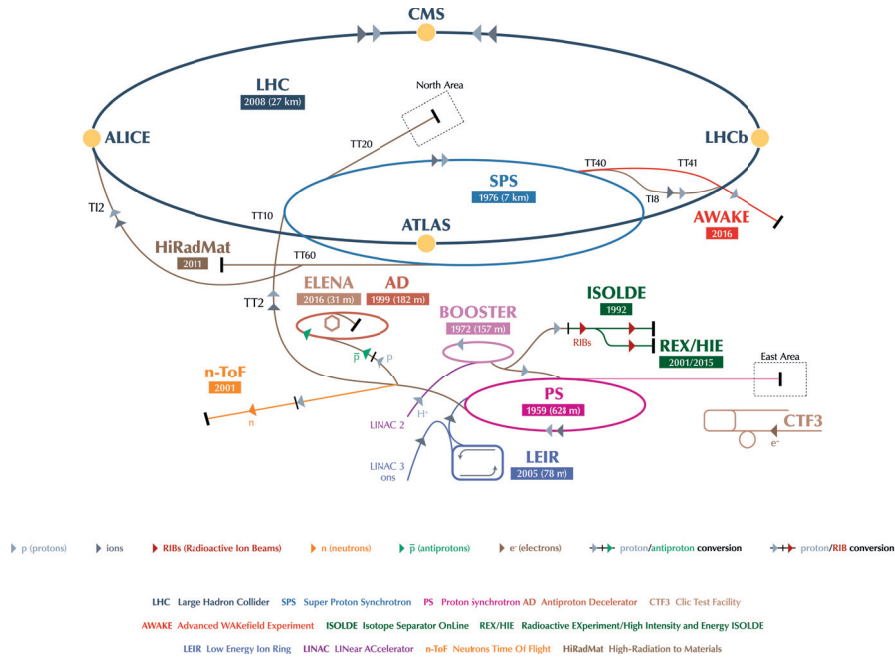 CMS
LHC
2008 (27 km)
North Area
ALICE
LHCb
TT20
TT40
TT41
SPS
1976 (7 km)
TI8
TI2
TT10
ATLAS
AWAKE
2016
HiRadMat
2011
TT60
ELENA
2016 (31 m)
AD
1999 (182 m)
TT2
BOOSTER
1972 (157 m)
ISOLDE
1992
RIBs
REX/HIE
2001/2015
p̅
p
East Area
n-ToF
2001
PS
1959 (628 m)
n
LINAC 2
H⁺
CTF3
e⁻
LEIR
2005 (78 m)
LINAC 3
ions
p (protons) ions RIBs (Radioactive Ion Beams) n (neutrons) p̅ (antiprotons) e⁻ (electrons) proton/antiproton conversion proton/RIB conversion
LHC Large Hadron Collider SPS Super Proton Synchrotron PS Proton synchrotron AD Antiproton Decelerator CTF3 Clic Test Facility
AWAKE Advanced WAKefield Experiment ISOLDE Isotope Separator OnLine REX/HIE Radioactive EXperiment/High Intensity and Energy ISOLDE
LEIR Low Energy Ion Ring LINAC LINear ACcelerator n-ToF Neutrons Time Of Flight HiRadMat High-Radiation to Materials